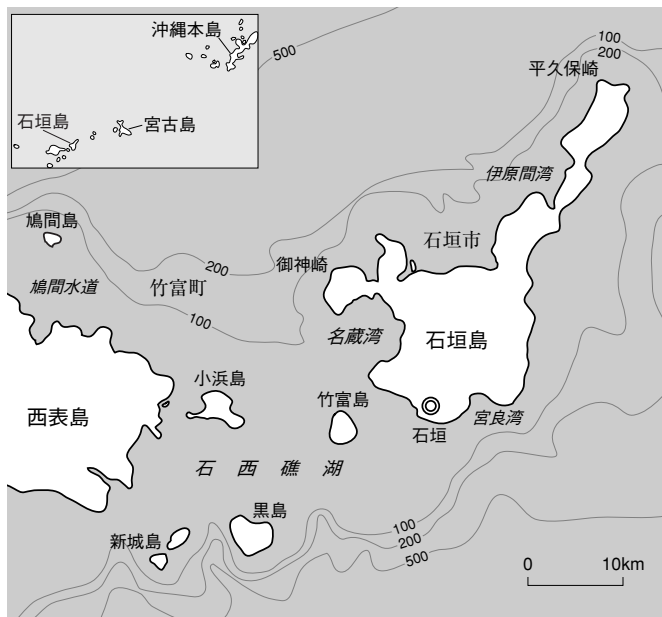 沖縄本島
500
100
200
平久保崎
石垣島
宮古島
伊原間湾
鳩間島
石垣市
200
御神崎
鳩間水道
竹富町
100
名蔵湾
石垣島
小浜島
竹富島
西表島
宮良湾
石垣
石西礁湖
黒島
100
新城島
200
500
0 10km